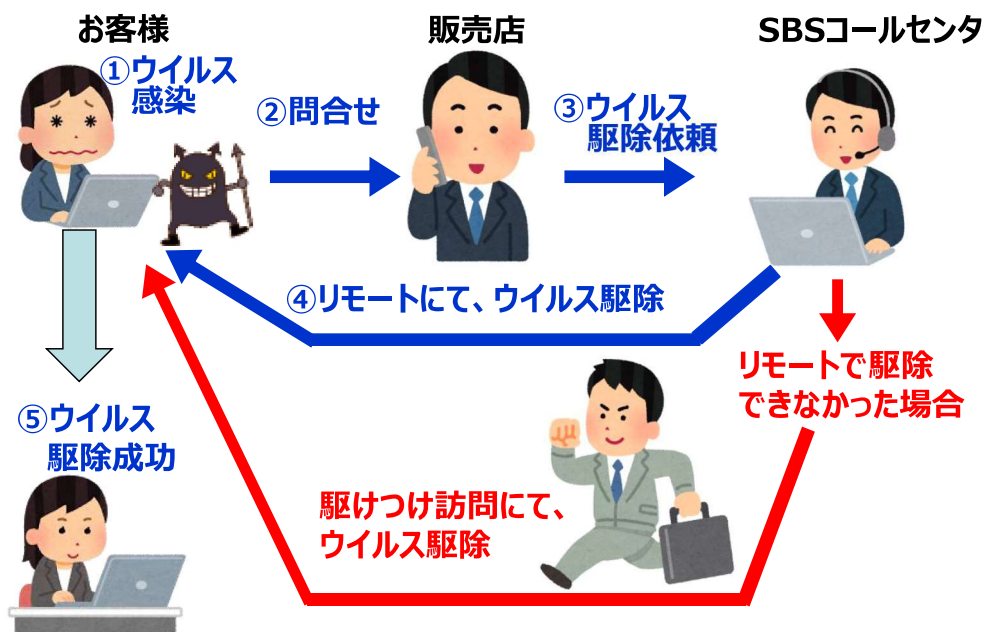 お客様
販売店
SBSコールセンタ
①ウイルス
感染
②問合せ
③ウイルス
駆除依頼
④リモートにて、ウイルス駆除
リモートで駆除
できなかった場合
⑤ウイルス
駆除成功
駆けつけ訪問にて、
ウイルス駆除